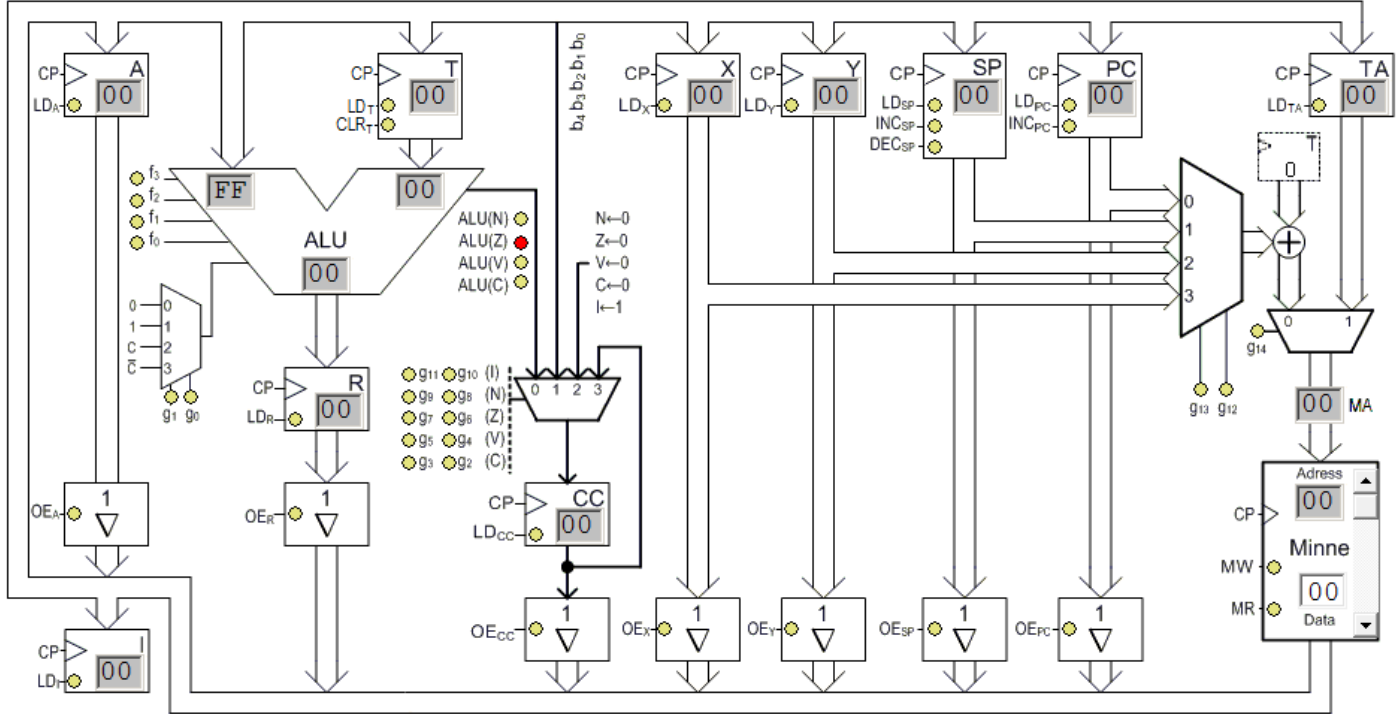 A
CP
LDA
00
T
CP
LDT
CLRT
00
b4 b3 b2 b1 b0
X
CP
LDX
00
Y
CP
LDY
00
SP
CP
LDSP
INCSP
DECSP
00
PC
CP
LDPC
INCPC
00
TA
CP
LDTA
00
f3
f2
f1
f0
FF
00
ALU
00
ALU(N)
ALU(Z)
ALU(V)
ALU(C)
N←0
Z←0
V←0
C←0
I←1
T
0
0
1
2
3
g13 g12
0 1
g14
00 MA
0 0
1 1
C 2
C̅ 3
g1 g0
R
CP
LDR
00
g11 g10 (I)
g9 g8 (N)
g7 g6 (Z)
g5 g4 (V)
g3 g2 (C)
0 1 2 3
CC
CP
LDCC
00
1
OEA
1
OER
1
OECC
1
OEX
1
OEY
1
OESP
1
OEPC
Adress
00
CP
Minne
MW
00
MR
Data
I
CP
LDI
00